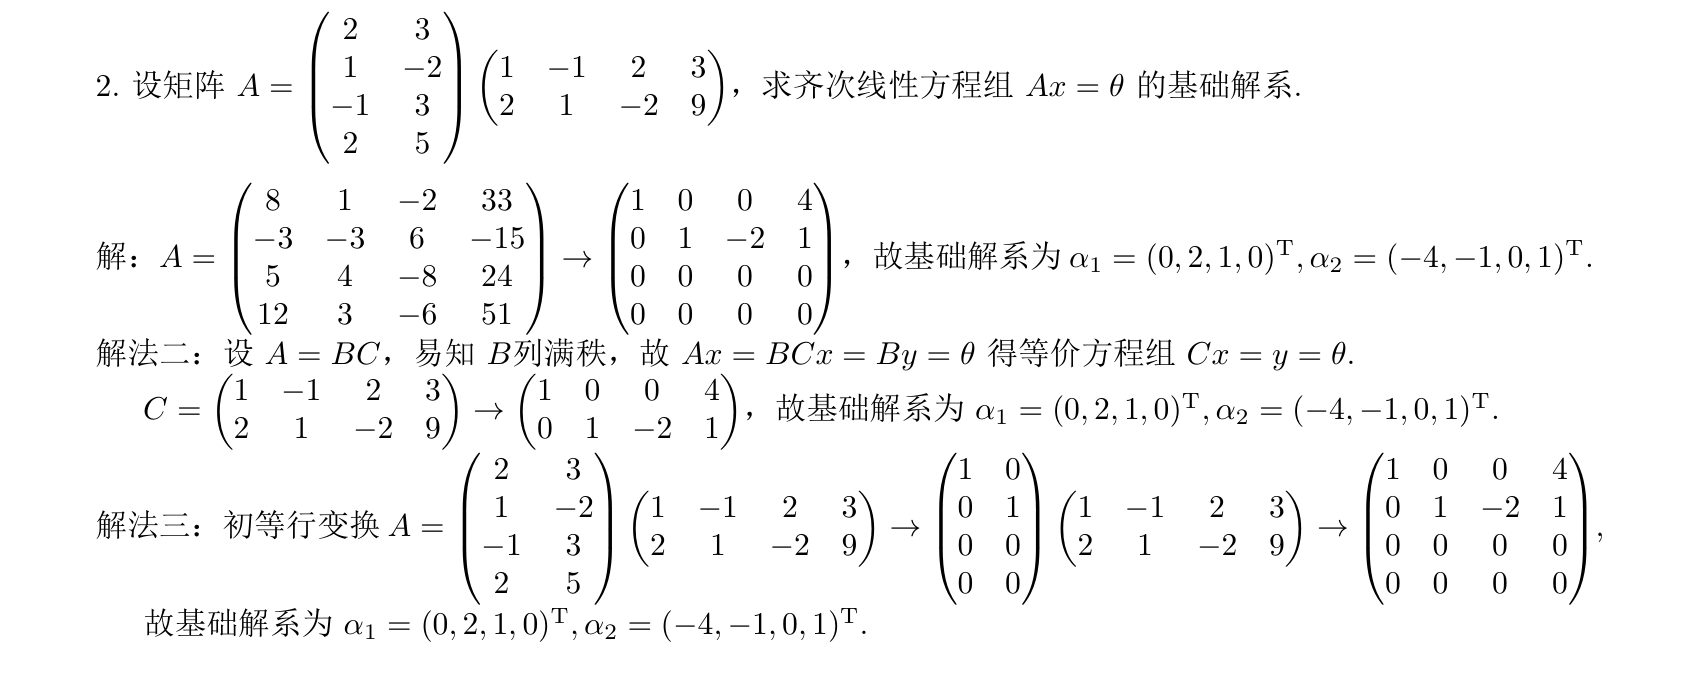 2. 设矩阵 $A = \begin{pmatrix} 2 & 3 \\ 1 & -2 \\ -1 & 3 \\ 2 & 5 \end{pmatrix} \begin{pmatrix} 1 & -1 & 2 & 3 \\ 2 & 1 & -2 & 9 \end{pmatrix}$，求齐次线性方程组 $Ax = \theta$ 的基础解系.
解：$A = \begin{pmatrix} 8 & 1 & -2 & 33 \\ -3 & -3 & 6 & -15 \\ 5 & 4 & -8 & 24 \\ 12 & 3 & -6 & 51 \end{pmatrix} \to \begin{pmatrix} 1 & 0 & 0 & 4 \\ 0 & 1 & -2 & 1 \\ 0 & 0 & 0 & 0 \\ 0 & 0 & 0 & 0 \end{pmatrix}$，故基础解系为 $\alpha_1 = (0, 2, 1, 0)^{\mathrm{T}}, \alpha_2 = (-4, -1, 0, 1)^{\mathrm{T}}$.
解法二：设 $A = BC$，易知 $B$列满秩，故 $Ax = BCx = By = \theta$ 得等价方程组 $Cx = y = \theta$.
$C = \begin{pmatrix} 1 & -1 & 2 & 3 \\ 2 & 1 & -2 & 9 \end{pmatrix} \to \begin{pmatrix} 1 & 0 & 0 & 4 \\ 0 & 1 & -2 & 1 \end{pmatrix}$，故基础解系为 $\alpha_1 = (0, 2, 1, 0)^{\mathrm{T}}, \alpha_2 = (-4, -1, 0, 1)^{\mathrm{T}}$.
解法三：初等行变换 $A = \begin{pmatrix} 2 & 3 \\ 1 & -2 \\ -1 & 3 \\ 2 & 5 \end{pmatrix} \begin{pmatrix} 1 & -1 & 2 & 3 \\ 2 & 1 & -2 & 9 \end{pmatrix} \to \begin{pmatrix} 1 & 0 \\ 0 & 1 \\ 0 & 0 \\ 0 & 0 \end{pmatrix} \begin{pmatrix} 1 & -1 & 2 & 3 \\ 2 & 1 & -2 & 9 \end{pmatrix} \to \begin{pmatrix} 1 & 0 & 0 & 4 \\ 0 & 1 & -2 & 1 \\ 0 & 0 & 0 & 0 \\ 0 & 0 & 0 & 0 \end{pmatrix}$,
故基础解系为 $\alpha_1 = (0, 2, 1, 0)^{\mathrm{T}}, \alpha_2 = (-4, -1, 0, 1)^{\mathrm{T}}$.